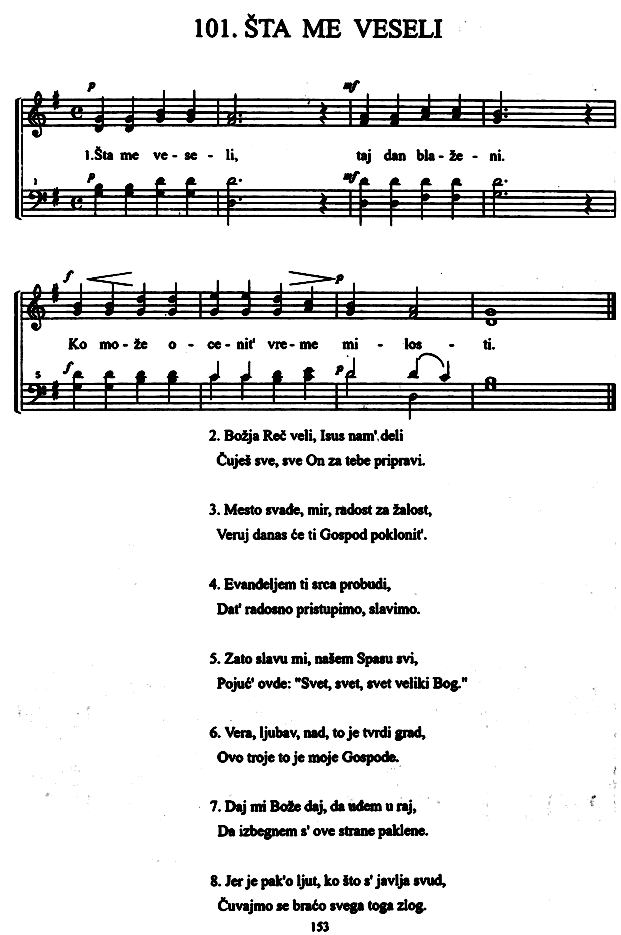 101. ŠTA ME VESELI
p mf
1.Šta me ve - se - li, taj dan bla - že - ni.
1 p mf
f p
Ko mo - že o - ce - nit' vre - me mi - los - ti.
5 f p
2. Božja Reč veli, Isus nam' deli
Čuješ sve, sve On za tebe pripravi.
3. Mesto svađe, mir, radost za žalost,
Veruj danas će ti Gospod poklonit'.
4. Evanđeljem ti srca probudi,
Dat' radosno pristupimo, slavimo.
5. Zato slavu mi, našem Spasu svi,
Pojuć' ovde: "Svet, svet, svet veliki Bog."
6. Vera, ljubav, nad, to je tvrdi grad,
Ovo troje to je moje Gospode.
7. Daj mi Bože daj, da uđem u raj,
Da izbegnem s' ove strane paklene.
8. Jer je pak'o ljut, ko što s' javlja svud,
Čuvajmo se braćo svega toga zlog.
153